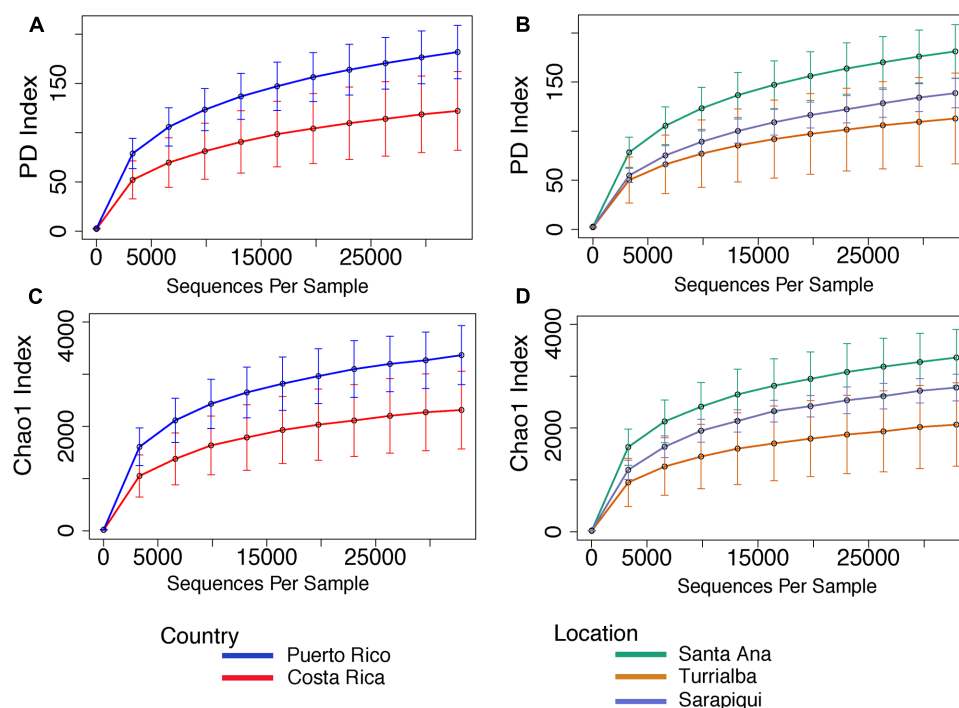 A
PD Index
150
50
0
0 5000 15000 25000
Sequences Per Sample
B
PD Index
150
50
0
0 5000 15000 25000
Sequences Per Sample
C
Chao1 Index
4000
2000
0
0 5000 15000 25000
Sequences Per Sample
D
Chao1 Index
4000
2000
0
0 5000 15000 25000
Sequences Per Sample
Country
Puerto Rico
Costa Rica
Location
Santa Ana
Turrialba
Sarapiqui